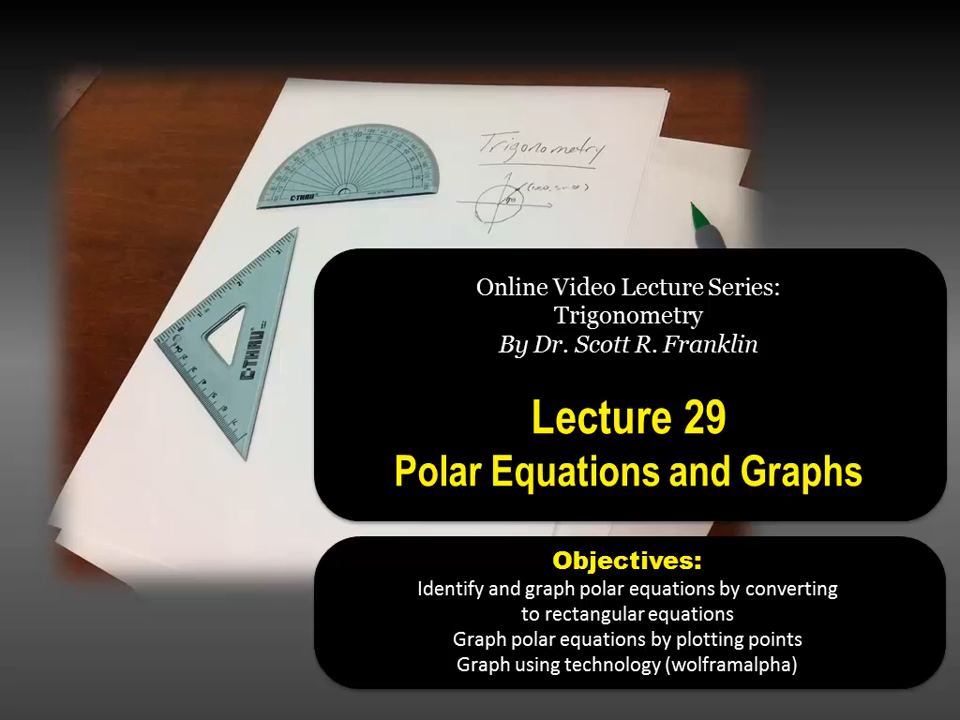 C-THRU
Trigonometry
C-THRU
Online Video Lecture Series:
Trigonometry
By Dr. Scott R. Franklin
Lecture 29
Polar Equations and Graphs
Objectives:
Identify and graph polar equations by converting
to rectangular equations
Graph polar equations by plotting points
Graph using technology (wolframalpha)